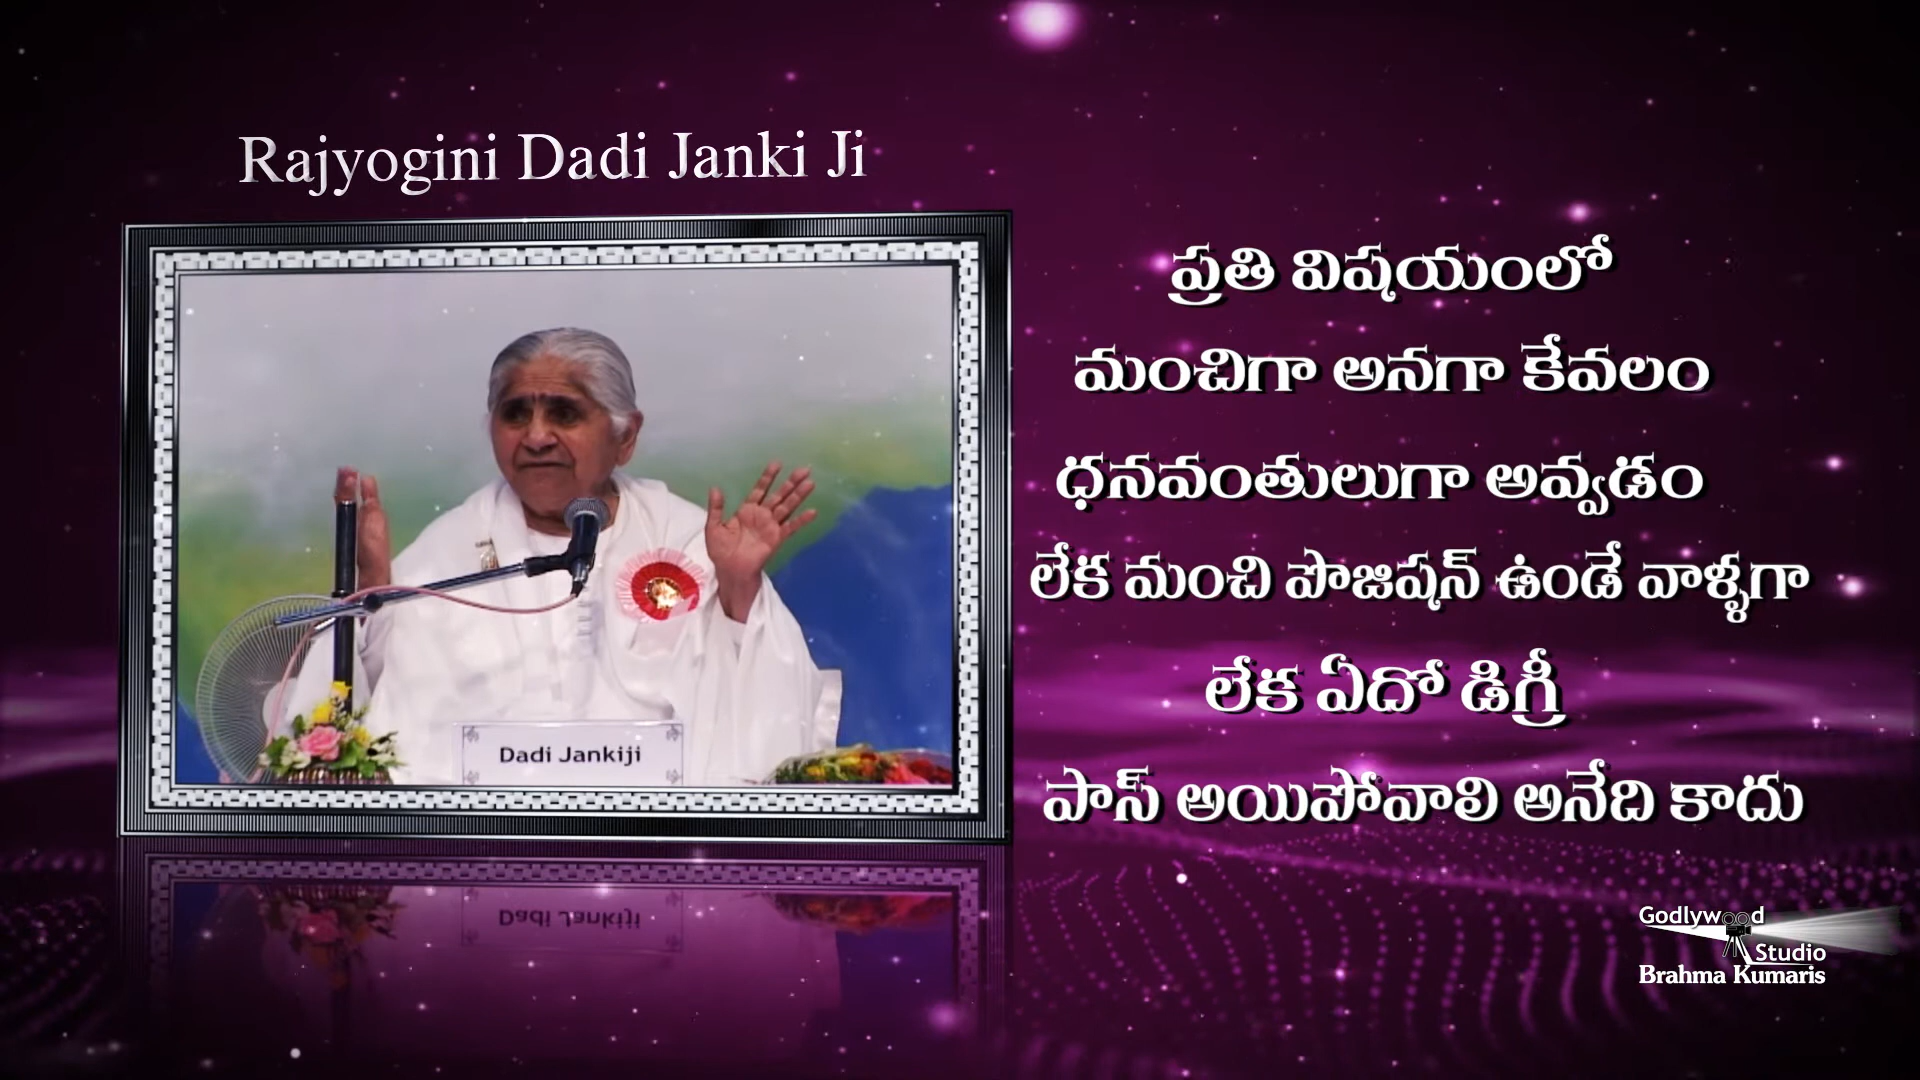 Rajyogini Dadi Janki Ji
ప్రతి విషయంలో
మంచిగా అనగా కేవలం
ధనవంతులుగా అవ్వడం
లేక మంచి పొజిషన్ ఉండే వాళ్ళగా
లేక ఏదో డిగ్రీ
పాస్ అయిపోవాలి అనేది కాదు
Dadi Jankiji
Godlywood
Studio
Brahma Kumaris